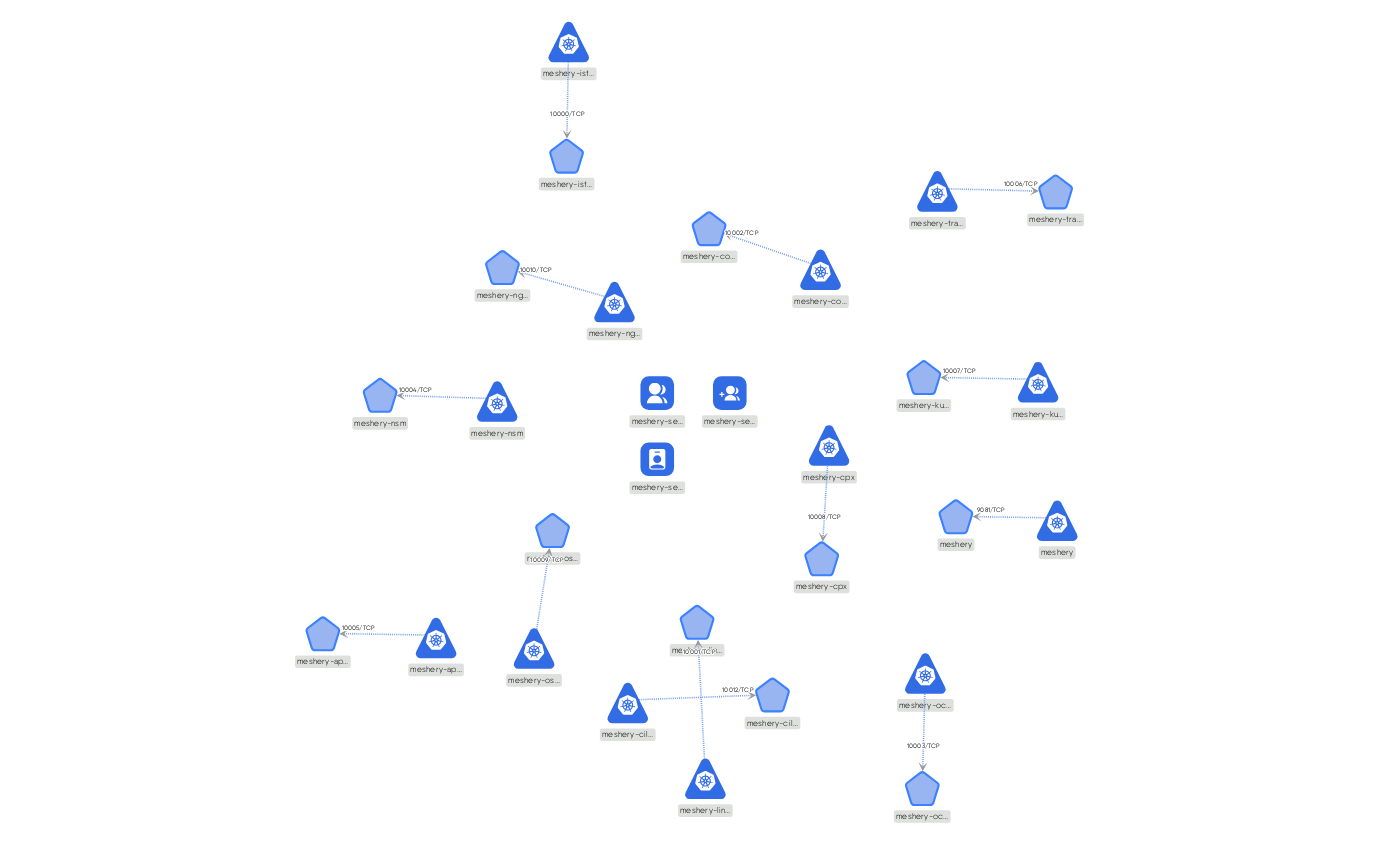 meshery-ist...
10000/TCP
meshery-ist...
10006/TCP
meshery-tra...
meshery-tra...
10002/TCP
meshery-co...
meshery-co...
10010/TCP
meshery-ng...
meshery-ng...
10004/TCP
meshery-nsm
meshery-nsm
meshery-se...
meshery-se...
meshery-se...
10007/TCP
meshery-ku...
meshery-ku...
meshery-cpx
10008/TCP
meshery-cpx
9081/TCP
meshery
meshery
10009/TCP
10005/TCP
meshery-ap...
meshery-ap...
meshery-os...
10001/TCP
10012/TCP
meshery-cil...
meshery-cil...
meshery-lin...
meshery-oc...
10003/TCP
meshery-oc...